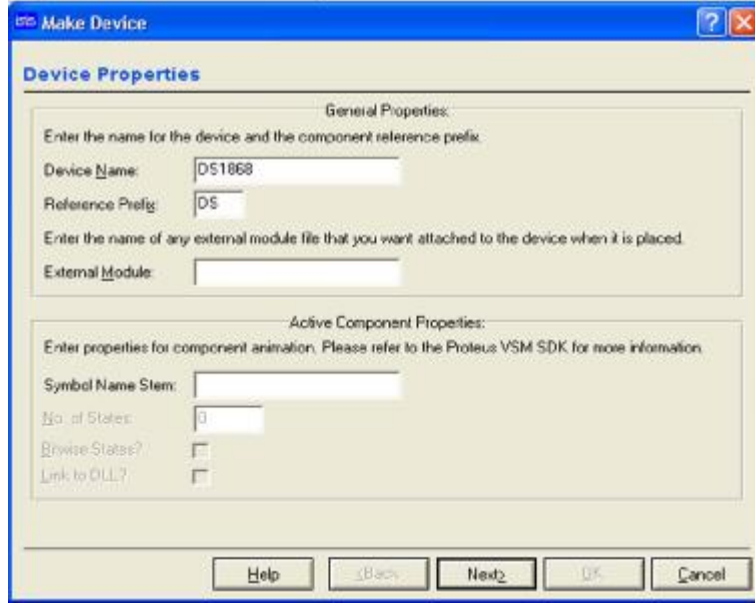 isis Make Device
Device Properties
General Properties:
Enter the name for the device and the component reference prefix.
Device Name: DS1868
Reference Prefix: DS
Enter the name of any external module file that you want attached to the device when it is placed.
External Module:
Active Component Properties:
Enter properties for component animation. Please refer to the Proteus VSM SDK for more information.
Symbol Name Stem:
No. of States: 0
Bitwise States?
Link to DLL?
Help <Back Next> OK Cancel